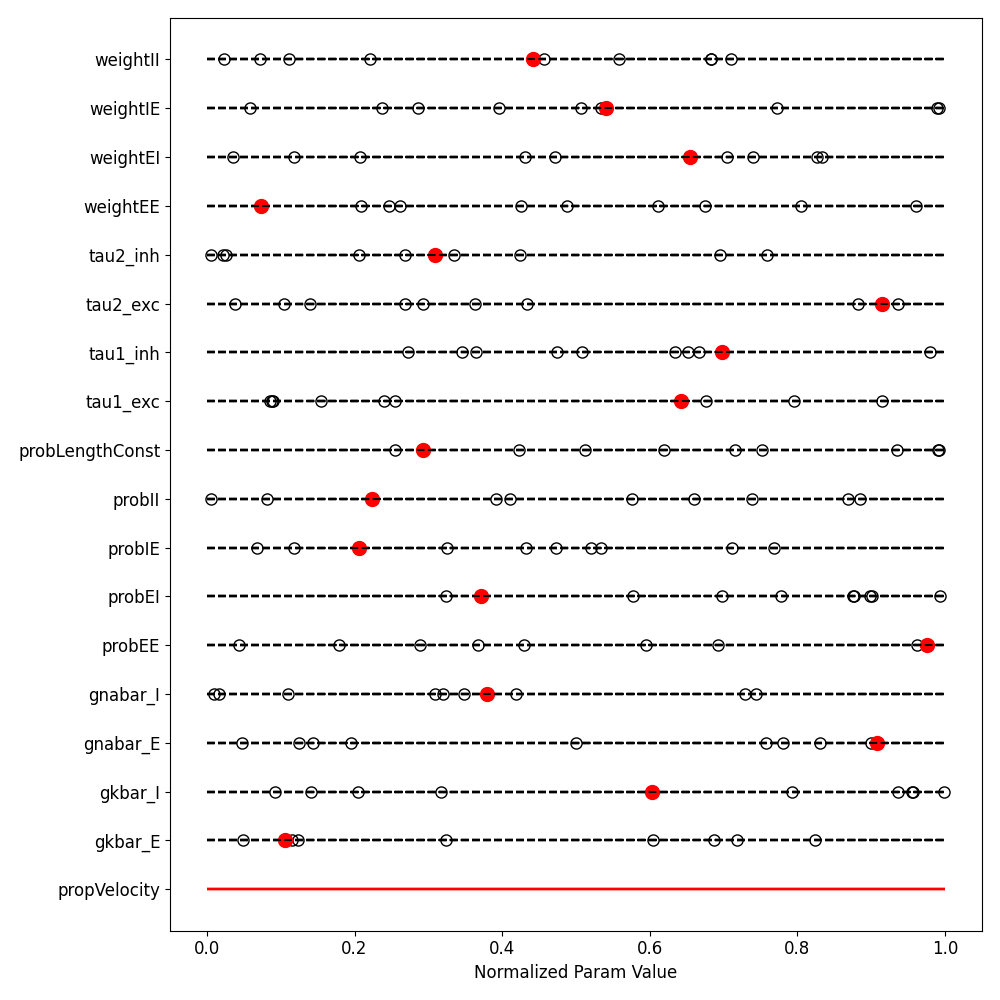 weightII
weightIE
weightEI
weightEE
tau2_inh
tau2_exc
tau1_inh
tau1_exc
probLengthConst
probII
probIE
probEI
probEE
gnabar_I
gnabar_E
gkbar_I
gkbar_E
propVelocity
0.0 0.2 0.4 0.6 0.8 1.0
Normalized Param Value